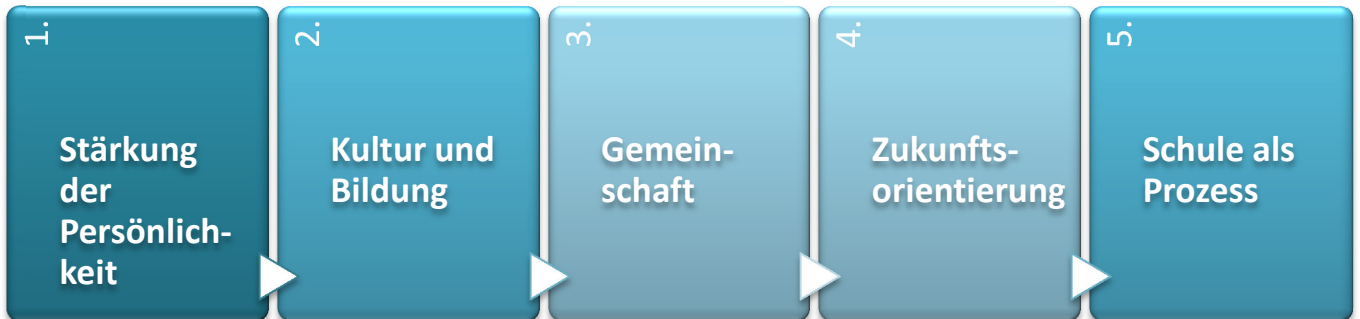 1.
Stärkung
der
Persönlich-
keit
2.
Kultur und
Bildung
3.
Gemein-
schaft
4.
Zukunfts-
orientierung
5.
Schule als
Prozess